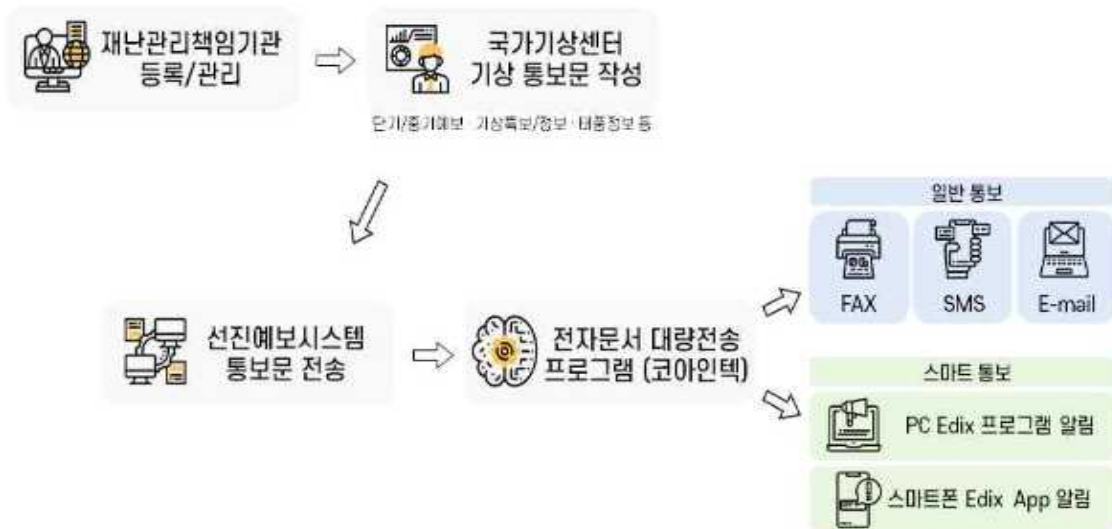 재난관리책임기관
등록/관리
국가기상센터
기상 통보문 작성
단기/중기예보 · 기상특보/정보 · 태풍정보 등
선진예보시스템
통보문 전송
전자문서 대량전송
프로그램 (코아인텍)
일반 통보
FAX
SMS
E-mail
스마트 통보
PC Edix 프로그램 알림
스마트폰 Edix App 알림